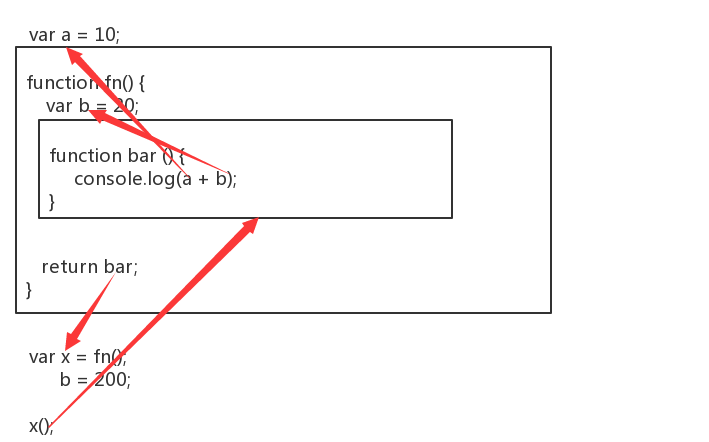 var a = 10;
function fn() {
var b = 20;
function bar () {
console.log(a + b);
}
return bar;
}
var x = fn();
b = 200;
x();